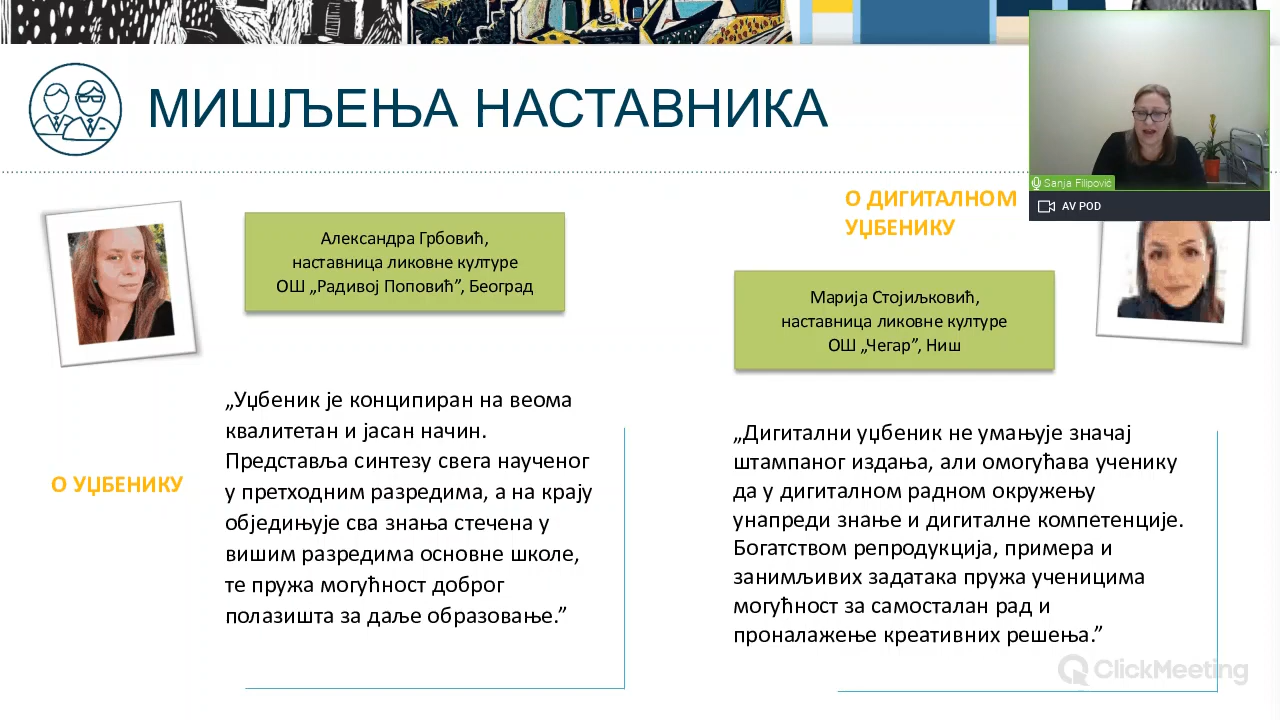 МИШЉЕЊА НАСТАВНИКА
Sanja Filipović
AV POD
Александра Грбовић,
наставница ликовне културе
ОШ „Радивој Поповић”, Београд
О УЏБЕНИКУ
„Уџбеник је конципиран на веома
квалитетан и јасан начин.
Представља синтезу свега наученог
у претходним разредима, а на крају
обједињује сва знања стечена у
вишим разредима основне школе,
те пружа могућност доброг
полазишта за даље образовање.”
О ДИГИТАЛНОМ
УЏБЕНИКУ
Марија Стојиљковић,
наставница ликовне културе
ОШ „Чегар”, Ниш
„Дигитални уџбеник не умањује значај
штампаног издања, али омогућава ученику
да у дигиталном радном окружењу
унапреди знање и дигиталне компетенције.
Богатством репродукција, примера и
занимљивих задатака пружа ученицима
могућност за самосталан рад и
проналажење креативних решења.”
ClickMeeting